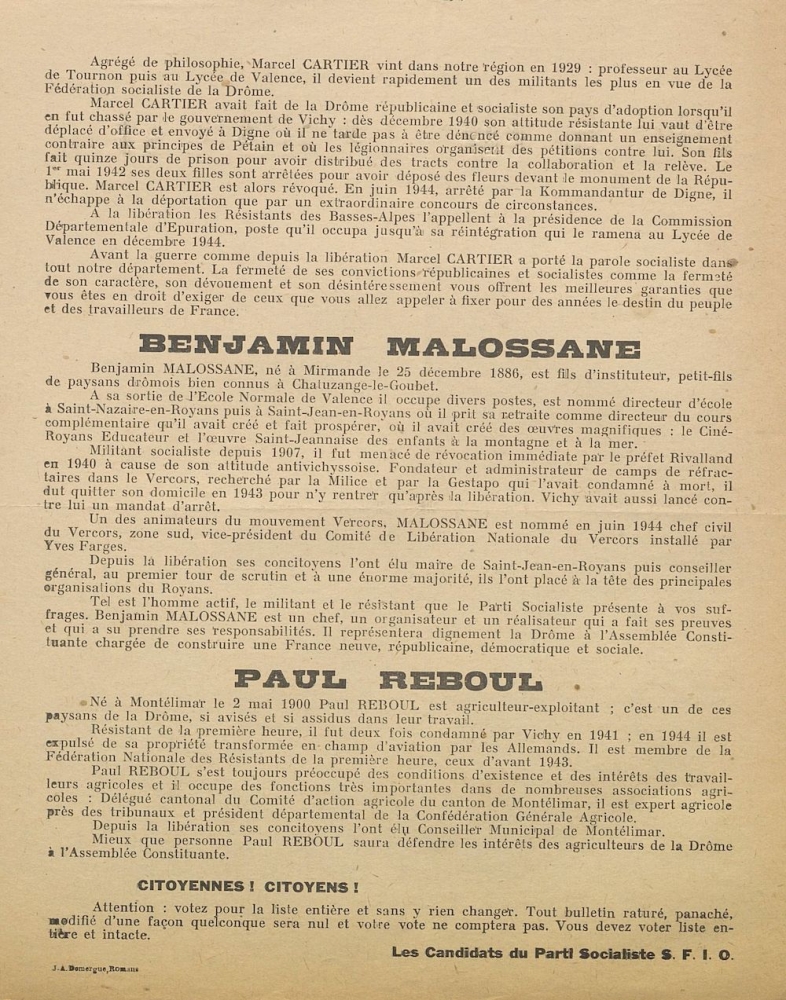 Agrégé de philosophie, Marcel CARTIER vint dans notre région en 1929 : professeur au Lycée
de Tournon puis au Lycée de Valence, il devient rapidement un des militants les plus en vue de la
Fédération socialiste de la Drôme.
Marcel CARTIER avait fait de la Drôme républicaine et socialiste son pays d'adoption lorsqu'il
en fut chassé par le gouvernement de Vichy : dès décembre 1940 son attitude résistante lui vaut d'être
déplacé d'office et envoyé à Digne où il ne tarde pas à être dénoncé comme donnant un enseignement
contraire aux principes de Pétain et où les légionnaires organisent des pétitions contre lui. Son fils
fait quinze jours de prison pour avoir distribué des tracts contre la collaboration et la relève. Le
1er mai 1942 ses deux filles sont arrêtées pour avoir déposé des fleurs devant le monument de la Répu-
blique. Marcel CARTIER est alors révoqué. En juin 1944, arrêté par la Kommandantur de Digne, il
n'échappe à la déportation que par un extraordinaire concours de circonstances.
A la libération les Résistants des Basses-Alpes l'appellent à la présidence de la Commission
Départementale d'Epuration, poste qu'il occupa jusqu'à sa réintégration qui le ramena au Lycée de
Valence en décembre 1944.
Avant la guerre comme depuis la libération Marcel CARTIER a porté la parole socialiste dans
tout notre département. La fermeté de ses convictions républicaines et socialistes comme la fermeté
de son caractère, son dévouement et son désintéressement vous offrent les meilleures garanties que
vous êtes en droit d'exiger de ceux que vous allez appeler à fixer pour des années le destin du peuple
et des travailleurs de France.
BENJAMIN MALOSSANE
Benjamin MALOSSANE, né à Mirmande le 25 décembre 1886, est fils d'instituteur, petit-fils
de paysans drômois bien connus à Chatuzange-le-Goubet.
A sa sortie de l'Ecole Normale de Valence il occupe divers postes, est nommé directeur d'école
à Saint-Nazaire-en-Royans puis à Saint-Jean-en-Royans où il prit sa retraite comme directeur du cours
complémentaire qu'il avait créé et fait prospérer, où il avait créé des œuvres magnifiques : le Ciné-
Royans Educateur et l'œuvre Saint-Jeannaise des enfants à la montagne et à la mer.
Militant socialiste depuis 1907, il fut menacé de révocation immédiate par le préfet Rivalland
en 1940 à cause de son attitude antivichyssoise. Fondateur et administrateur de camps de réfrac-
taires dans le Vercors, recherché par la Milice et par la Gestapo qui l'avait condamné à mort, il
dut quitter son domicile en 1943 pour n'y rentrer qu'après la libération. Vichy avait aussi lancé con-
tre lui un mandat d'arrêt.
Un des animateurs du mouvement Vercors, MALOSSANE est nommé en juin 1944 chef civil
du Vercors, zone sud, vice-président du Comité de Libération Nationale du Vercors installé par
Yves Farges.
Depuis la libération ses concitoyens l'ont élu maire de Saint-Jean-en-Royans puis conseiller
général, au premier tour de scrutin et à une énorme majorité, ils l'ont placé à la tête des principales
organisations du Royans.
Tel est l'homme actif, le militant et le résistant que le Parti Socialiste présente à vos suf-
frages. Benjamin MALOSSANE est un chef, un organisateur et un réalisateur qui a fait ses preuves
et qui a su prendre ses responsabilités. Il représentera dignement la Drôme à l'Assemblée Consti-
tuante chargée de construire une France neuve, républicaine, démocratique et sociale.
PAUL REBOUL
Né à Montélimar le 2 mai 1900 Paul REBOUL est agriculteur-exploitant ; c'est un de ces
paysans de la Drôme, si avisés et si assidus dans leur travail.
Résistant de la première heure, il fut deux fois condamné par Vichy en 1941 ; en 1944 il est
expulsé de sa propriété transformée en champ d'aviation par les Allemands. Il est membre de la
Fédération Nationale des Résistants de la première heure, ceux d'avant 1943.
Paul REBOUL s'est toujours préoccupé des conditions d'existence et des intérêts des travail-
leurs agricoles et il occupe des fonctions très importantes dans de nombreuses associations agri-
coles : Délégué cantonal du Comité d'action agricole du canton de Montélimar, il est expert agricole
près des tribunaux et président départemental de la Confédération Générale Agricole.
Depuis la libération ses concitoyens l'ont élu Conseiller Municipal de Montélimar.
Mieux que personne Paul REBOUL saura défendre les intérêts des agriculteurs de la Drôme
à l'Assemblée Constituante.
CITOYENNES ! CITOYENS !
Attention : votez pour la liste entière et sans y rien changer. Tout bulletin raturé, panaché,
modifié d'une façon quelconque sera nul et votre vote ne comptera pas. Vous devez voter liste en-
tière et intacte.
Les Candidats du Parti Socialiste S. F. I. O.
J.-A. Domergue, Romans